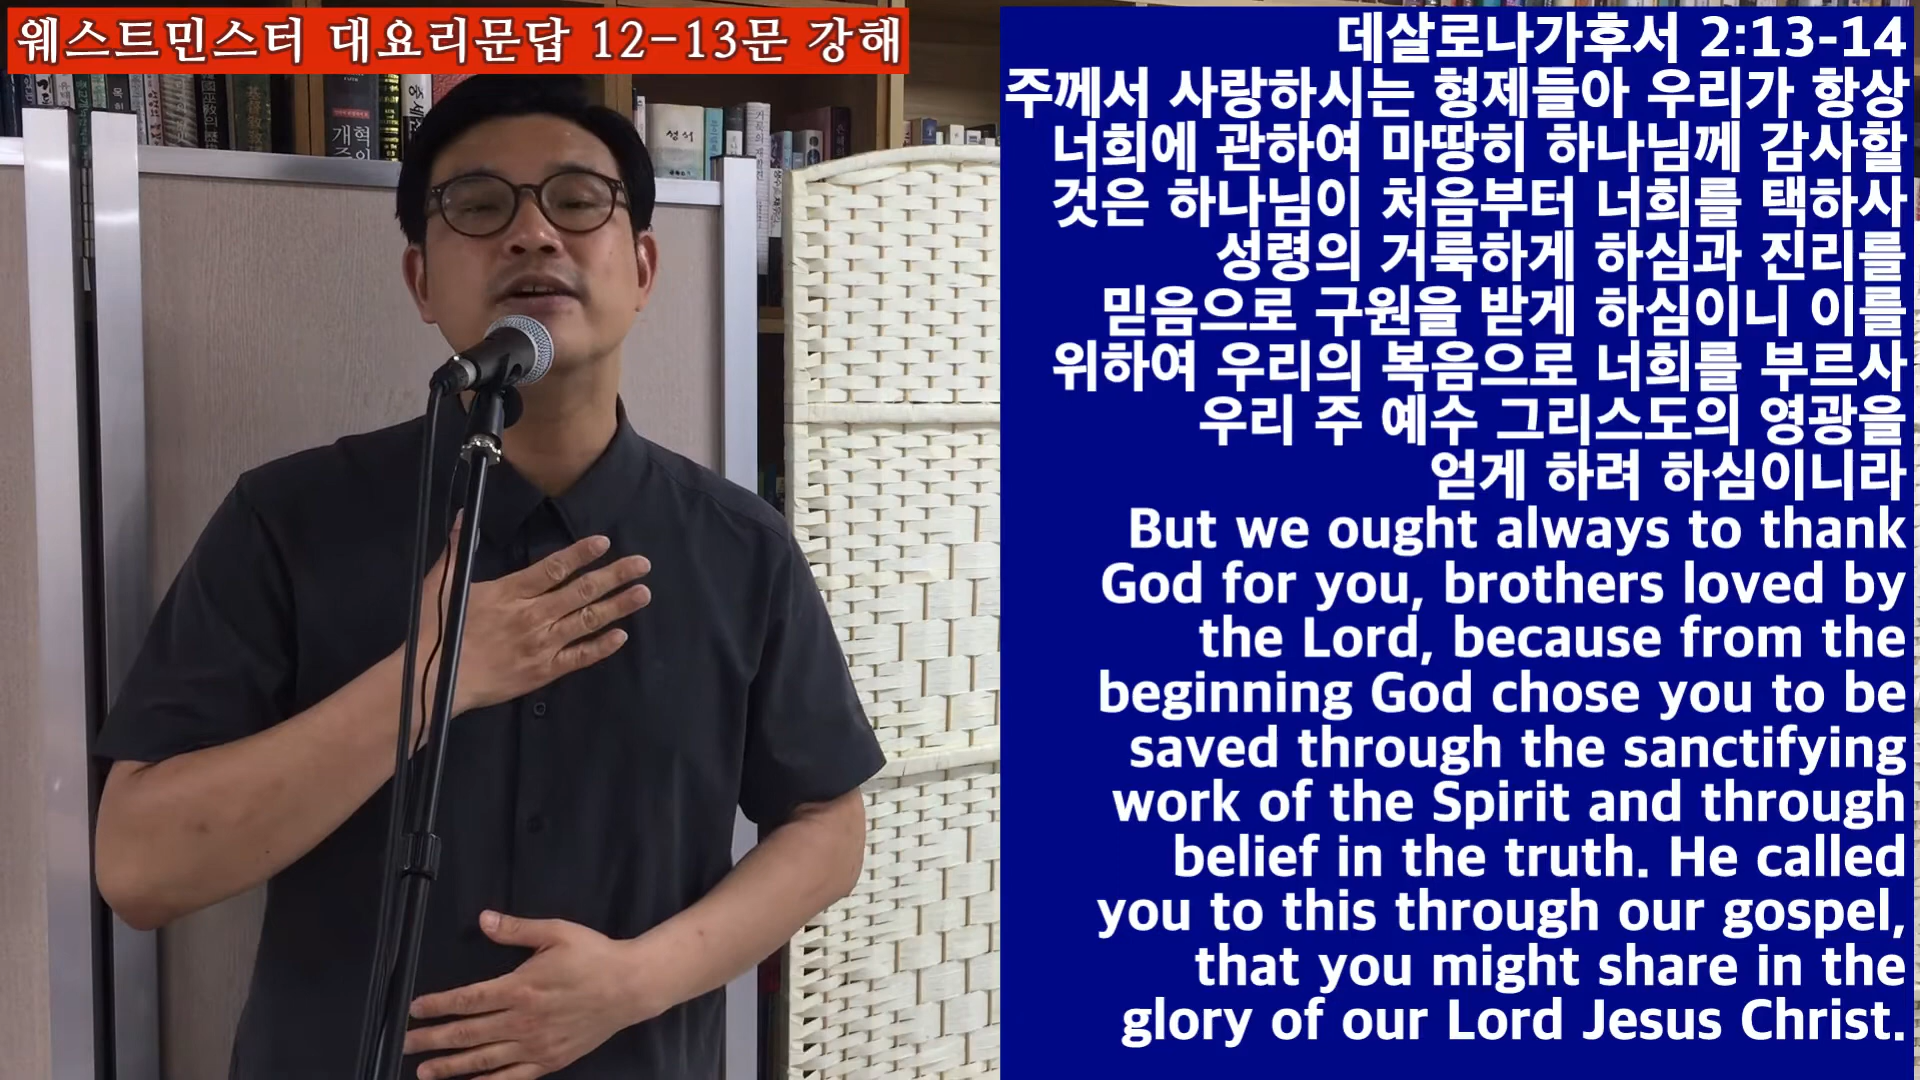 웨스트민스터 대요리문답 12-13문 강해
데살로나가후서 2:13-14
주께서 사랑하시는 형제들아 우리가 항상
너희에 관하여 마땅히 하나님께 감사할
것은 하나님이 처음부터 너희를 택하사
성령의 거룩하게 하심과 진리를
믿음으로 구원을 받게 하심이니 이를
위하여 우리의 복음으로 너희를 부르사
우리 주 예수 그리스도의 영광을
얻게 하려 하심이니라
But we ought always to thank
God for you, brothers loved by
the Lord, because from the
beginning God chose you to be
saved through the sanctifying
work of the Spirit and through
belief in the truth. He called
you to this through our gospel,
that you might share in the
glory of our Lord Jesus Christ.
개혁의
성서